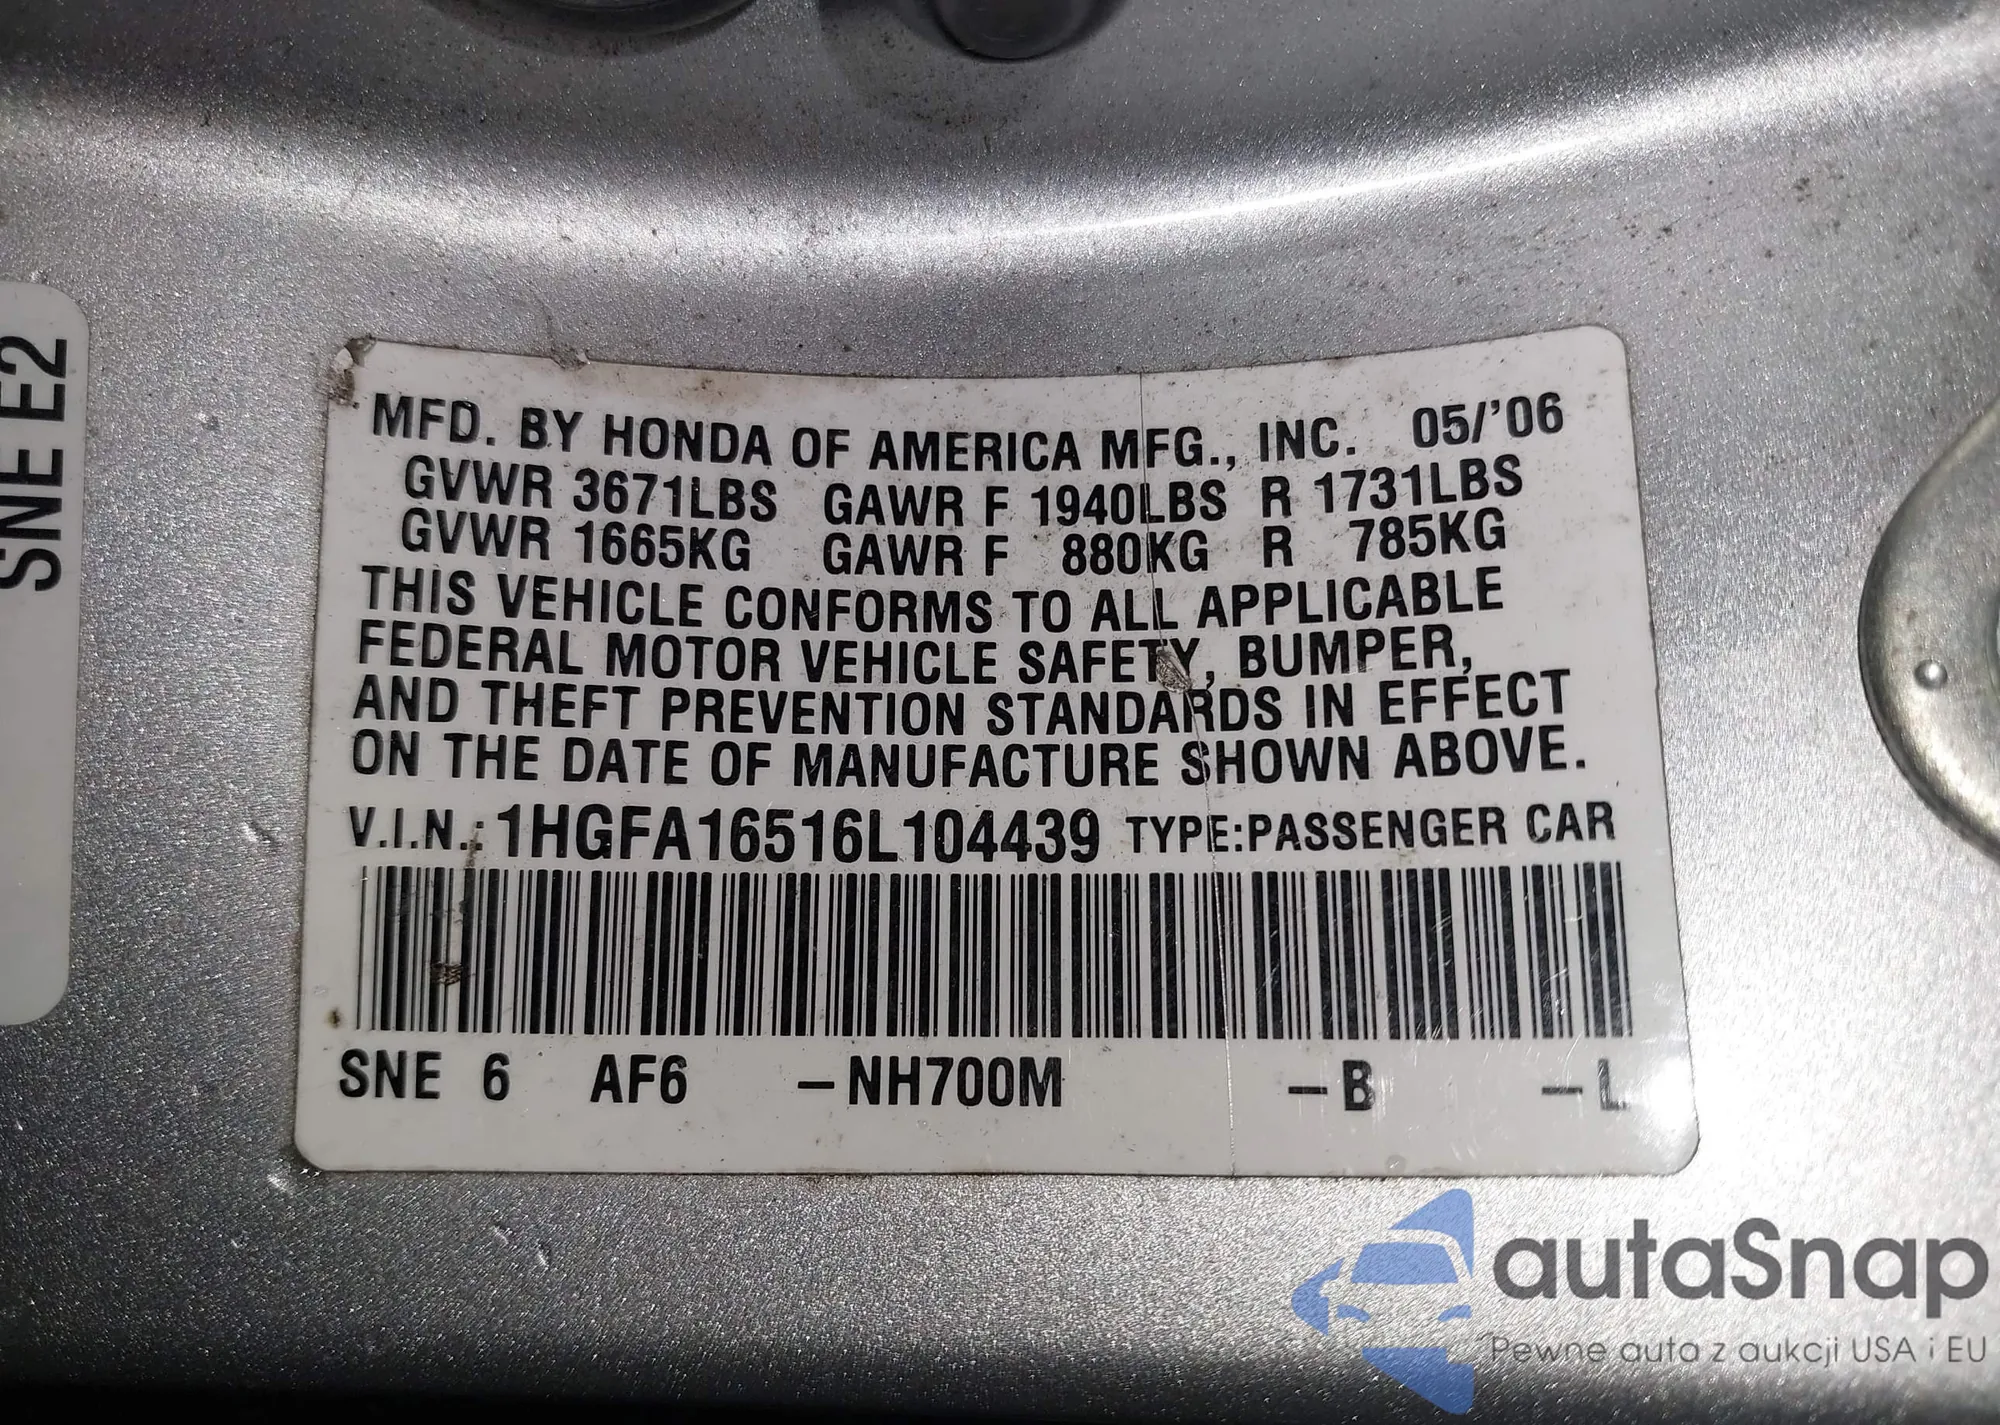 SNE E2
MFD. BY HONDA OF AMERICA MFG., INC. 05/'06
GVWR 3671LBS GAWR F 1940LBS R 1731LBS
GVWR 1665KG GAWR F 880KG R 785KG
THIS VEHICLE CONFORMS TO ALL APPLICABLE
FEDERAL MOTOR VEHICLE SAFETY, BUMPER,
AND THEFT PREVENTION STANDARDS IN EFFECT
ON THE DATE OF MANUFACTURE SHOWN ABOVE.
V.I.N.: 1HGFA16516L104439 TYPE:PASSENGER CAR
SNE 6 AF6 –NH700M –B –L
autaSnap
Pewne auta z aukcji USA i EU